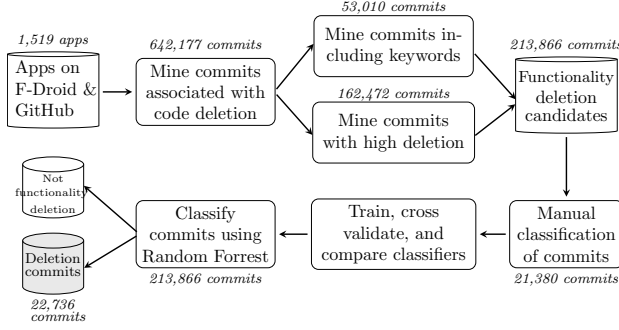 1,519 apps
Apps on
F-Droid &
GitHub
642,177 commits
Mine commits
associated with
code deletion
53,010 commits
Mine commits in-
cluding keywords
162,472 commits
Mine commits
with high deletion
213,866 commits
Functionality
deletion
candidates
Manual
classification
of commits
21,380 commits
Train, cross
validate, and
compare classifiers
Classify
commits using
Random Forrest
213,866 commits
Not
functionality
deletion
Deletion
commits
22,736
commits